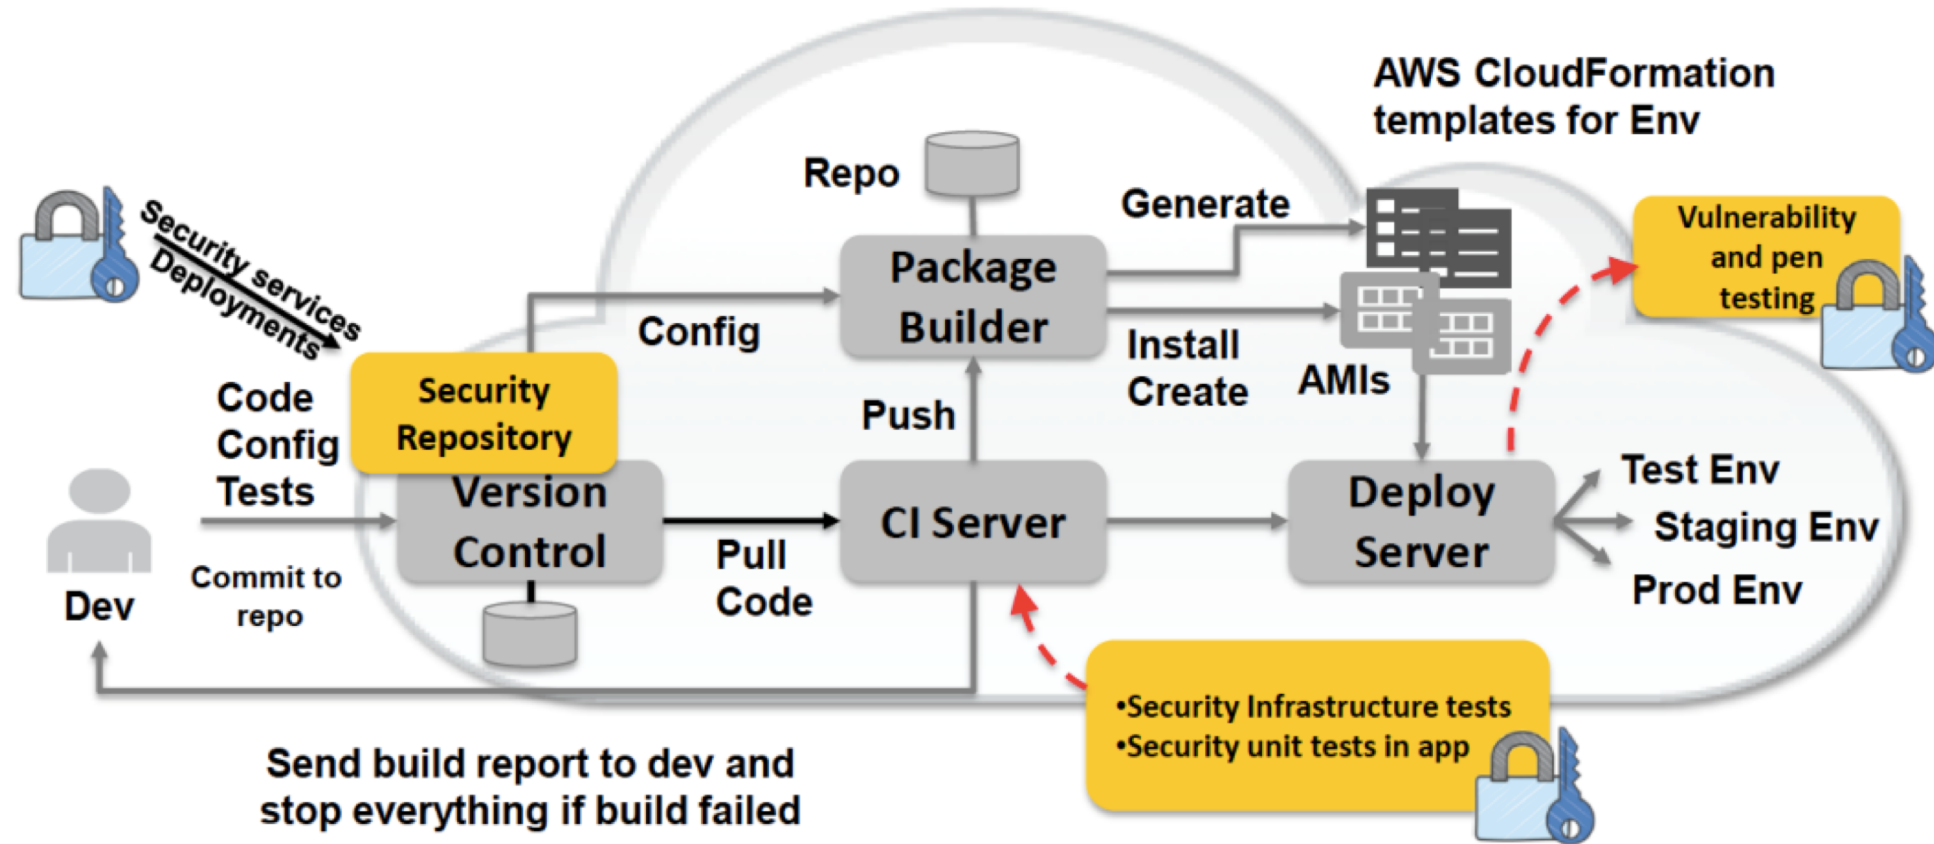 AWS CloudFormation
templates for Env
Repo
Generate
Vulnerability
and pen
testing
Security services
Deployments
Package
Builder
Config
Install
Create
AMIs
Code
Config
Tests
Security
Repository
Push
Version
Control
CI Server
Deploy
Server
Test Env
Staging Env
Prod Env
Pull
Code
Dev
Commit to
repo
•Security Infrastructure tests
•Security unit tests in app
Send build report to dev and
stop everything if build failed